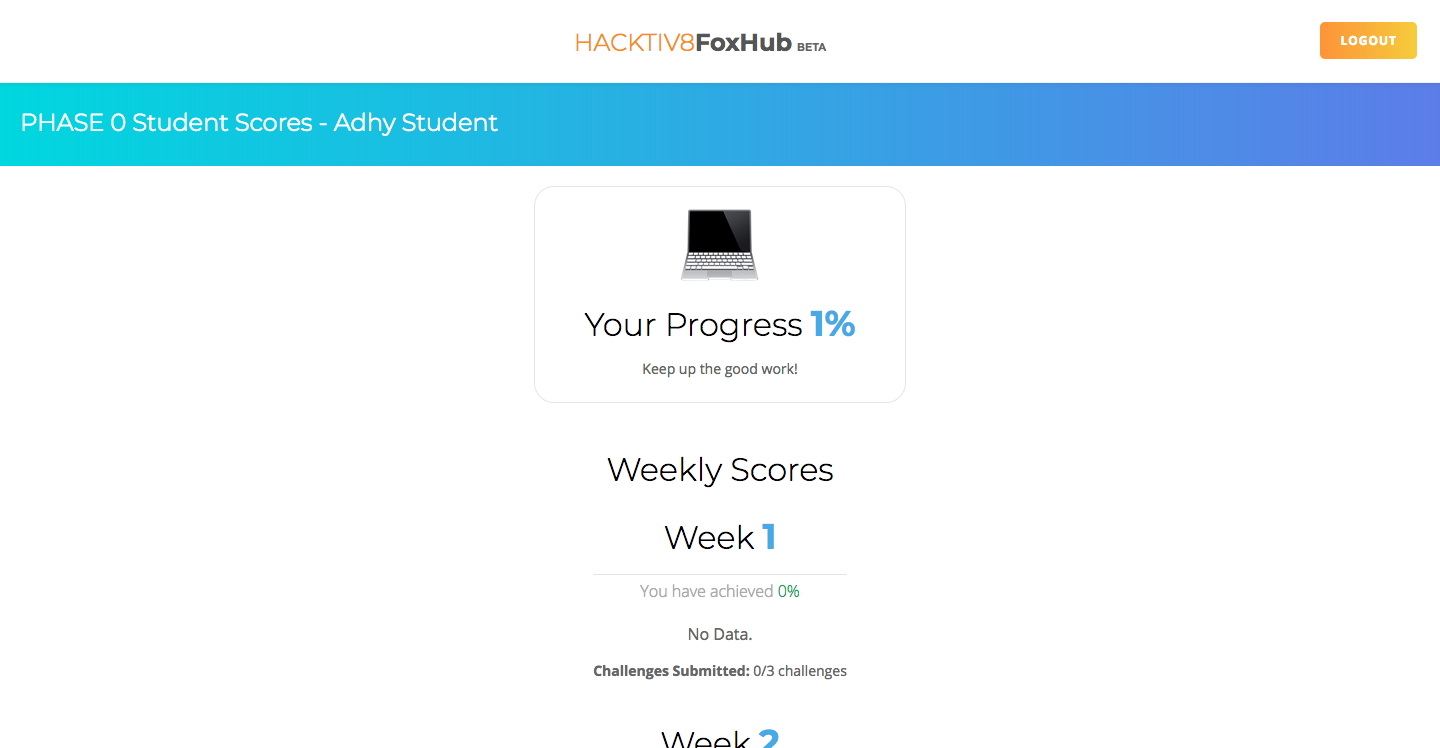 HACKTIV8FoxHub BETA
LOGOUT
PHASE 0 Student Scores - Adhy Student
Your Progress 1%
Keep up the good work!
Weekly Scores
Week 1
You have achieved 0%
No Data.
Challenges Submitted: 0/3 challenges
Week 2